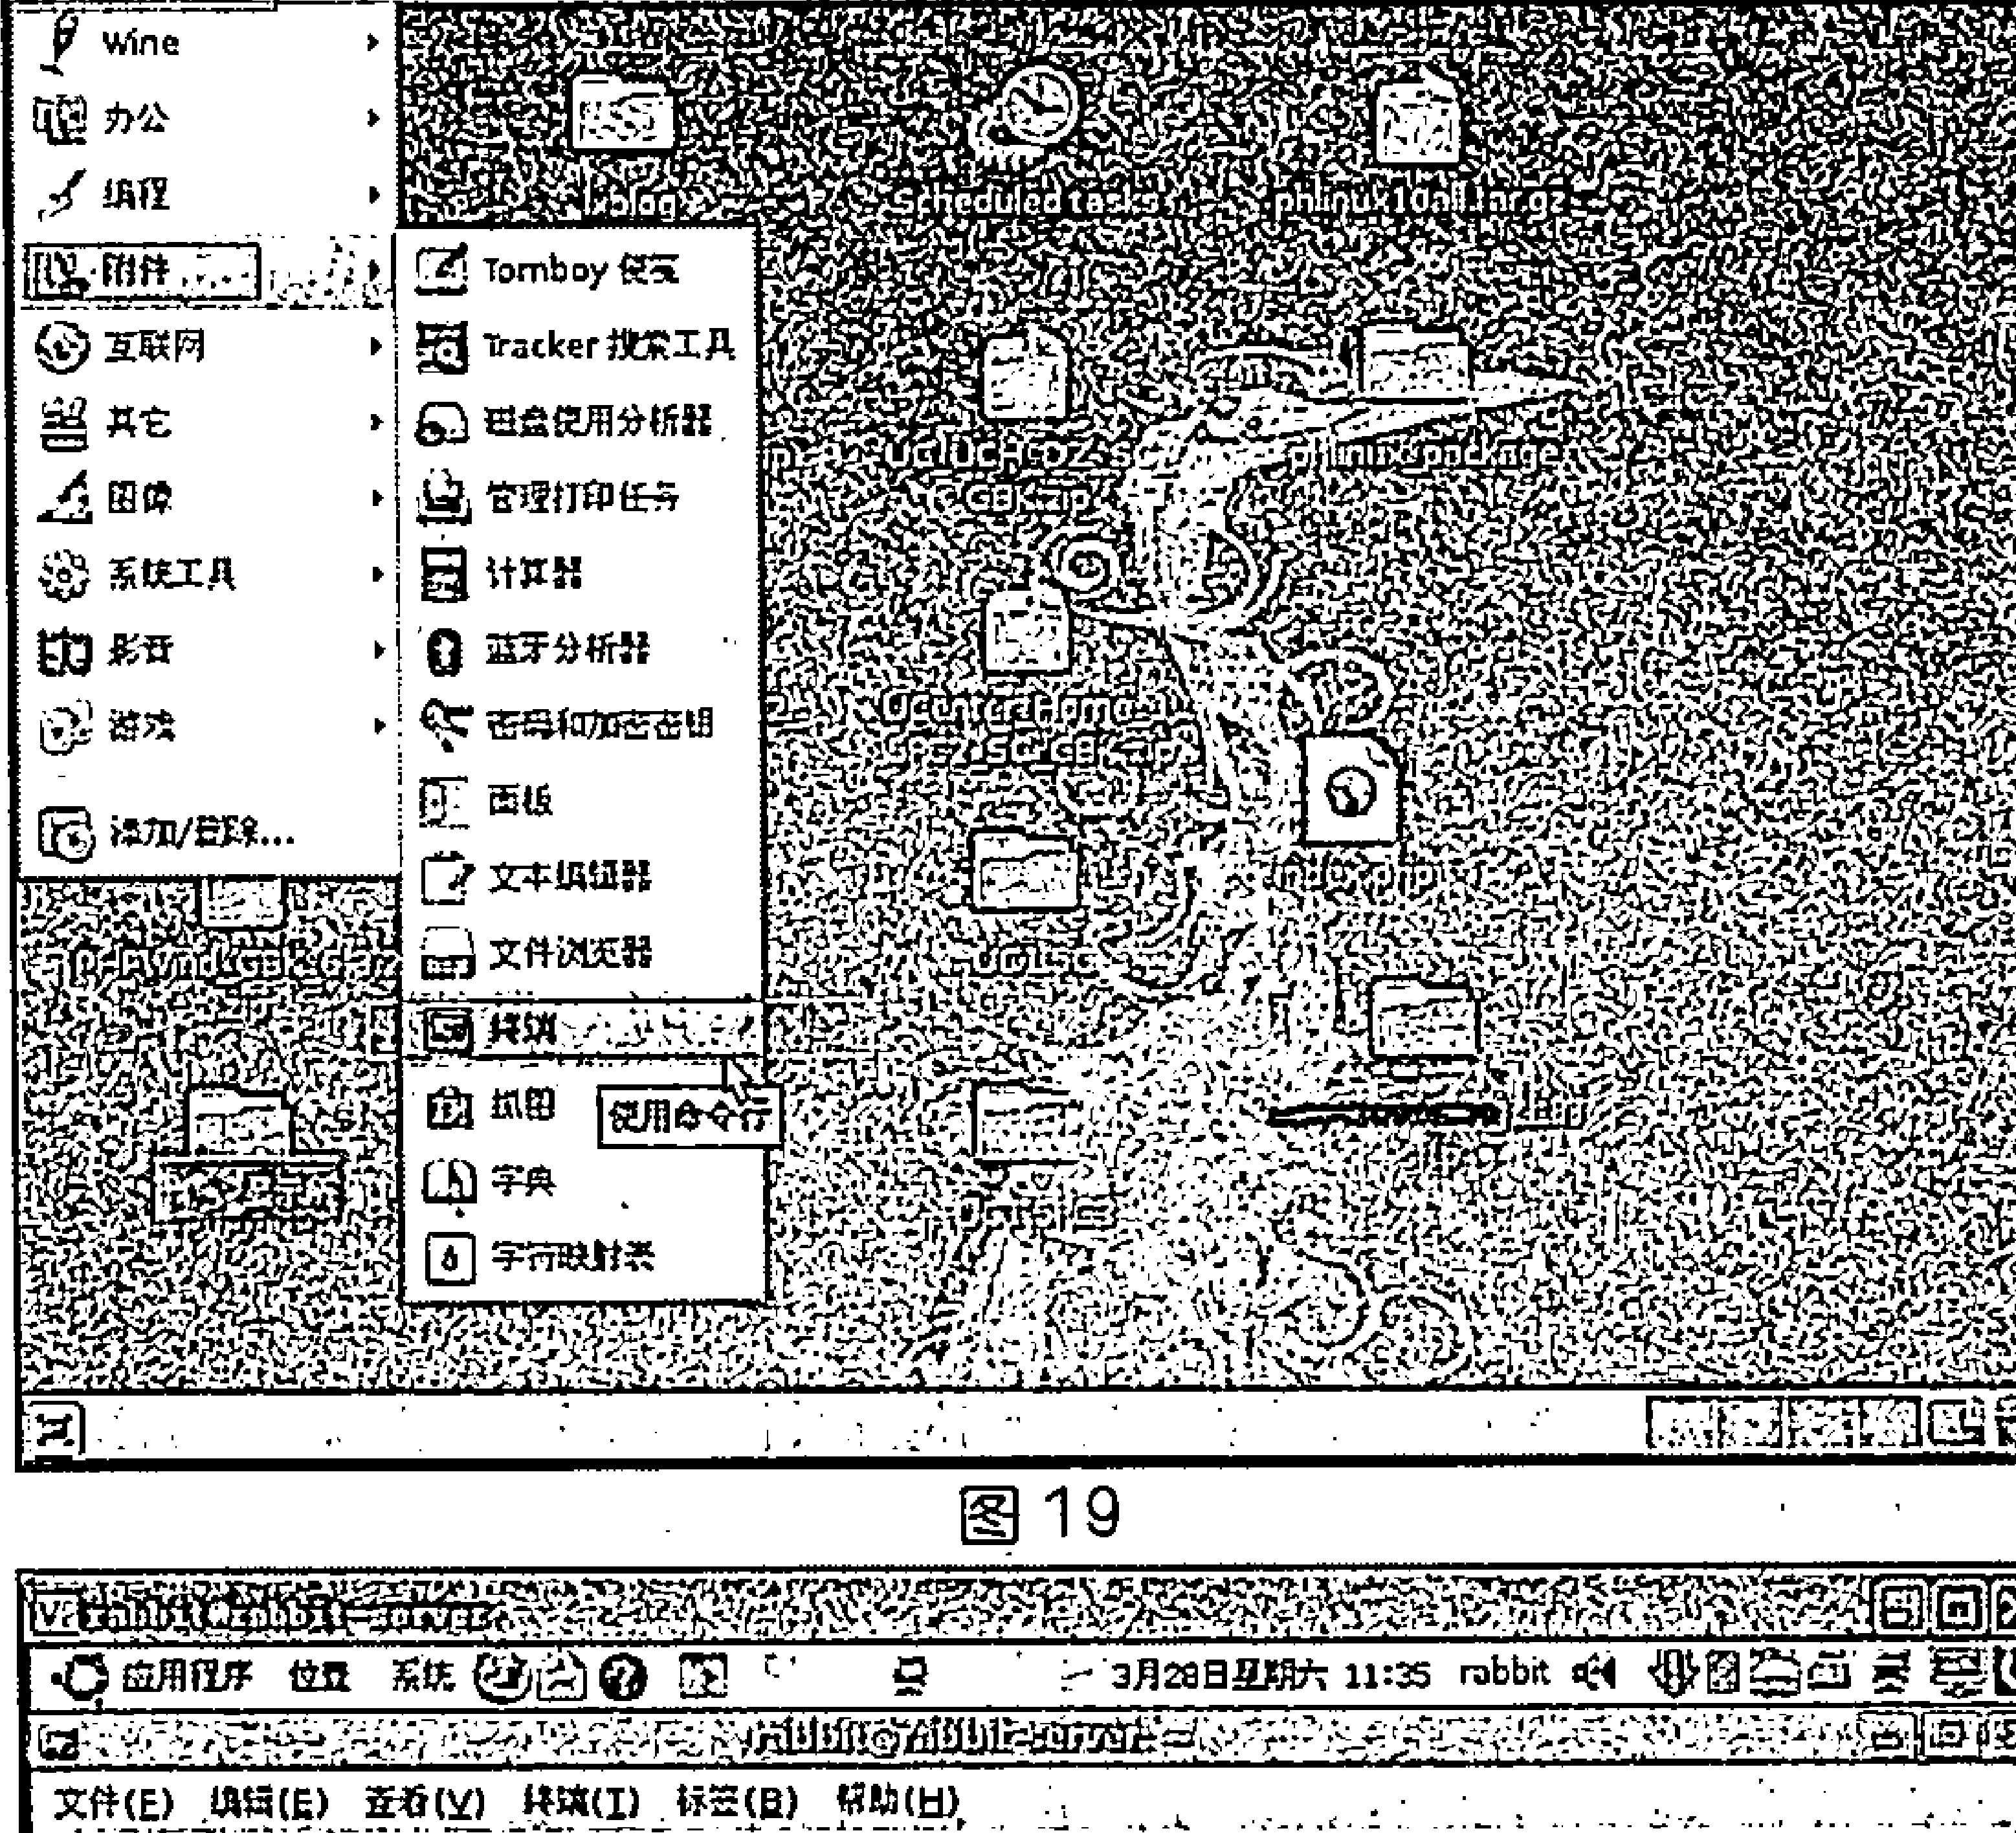 Wine
办公
编程
附件
互联网
其它
图像
系统工具
影音
游戏
添加/删除...
Tomboy 便笺
Tracker 搜索工具
磁盘使用分析器
管理打印任务
计算器
蓝牙分析器
密码和加密密钥
面板
文本编辑器
文件浏览器
终端
使用命令行
抓图
字典
字符映射表
lxblog
Scheduled tasks
phlinux10all.tar.gz
phlinux_package
图 19
应用程序 位置 系统 3月28日星期六 11:35 rabbit
文件(E) 编辑(E) 查看(V) 终端(T) 标签(B) 帮助(H)